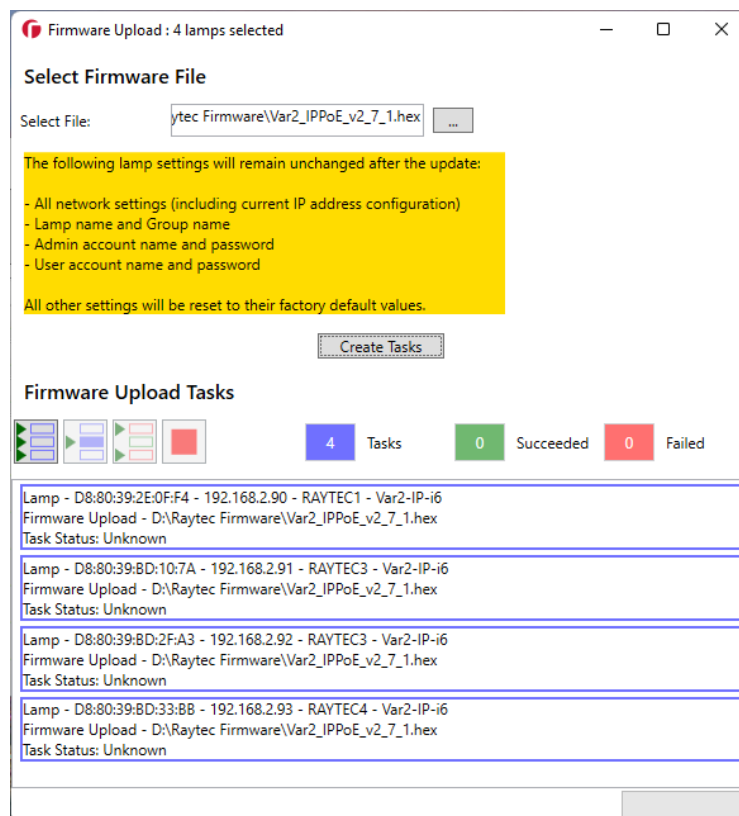 Firmware Upload : 4 lamps selected
Select Firmware File
Select File: ytec Firmware\Var2_IPPoE_v2_7_1.hex ...
The following lamp settings will remain unchanged after the update:
- All network settings (including current IP address configuration)
- Lamp name and Group name
- Admin account name and password
- User account name and password
All other settings will be reset to their factory default values.
Create Tasks
Firmware Upload Tasks
4 Tasks 0 Succeeded 0 Failed
Lamp - D8:80:39:2E:0F:F4 - 192.168.2.90 - RAYTEC1 - Var2-IP-i6
Firmware Upload - D:\Raytec Firmware\Var2_IPPoE_v2_7_1.hex
Task Status: Unknown
Lamp - D8:80:39:BD:10:7A - 192.168.2.91 - RAYTEC3 - Var2-IP-i6
Firmware Upload - D:\Raytec Firmware\Var2_IPPoE_v2_7_1.hex
Task Status: Unknown
Lamp - D8:80:39:BD:2F:A3 - 192.168.2.92 - RAYTEC3 - Var2-IP-i6
Firmware Upload - D:\Raytec Firmware\Var2_IPPoE_v2_7_1.hex
Task Status: Unknown
Lamp - D8:80:39:BD:33:BB - 192.168.2.93 - RAYTEC4 - Var2-IP-i6
Firmware Upload - D:\Raytec Firmware\Var2_IPPoE_v2_7_1.hex
Task Status: Unknown